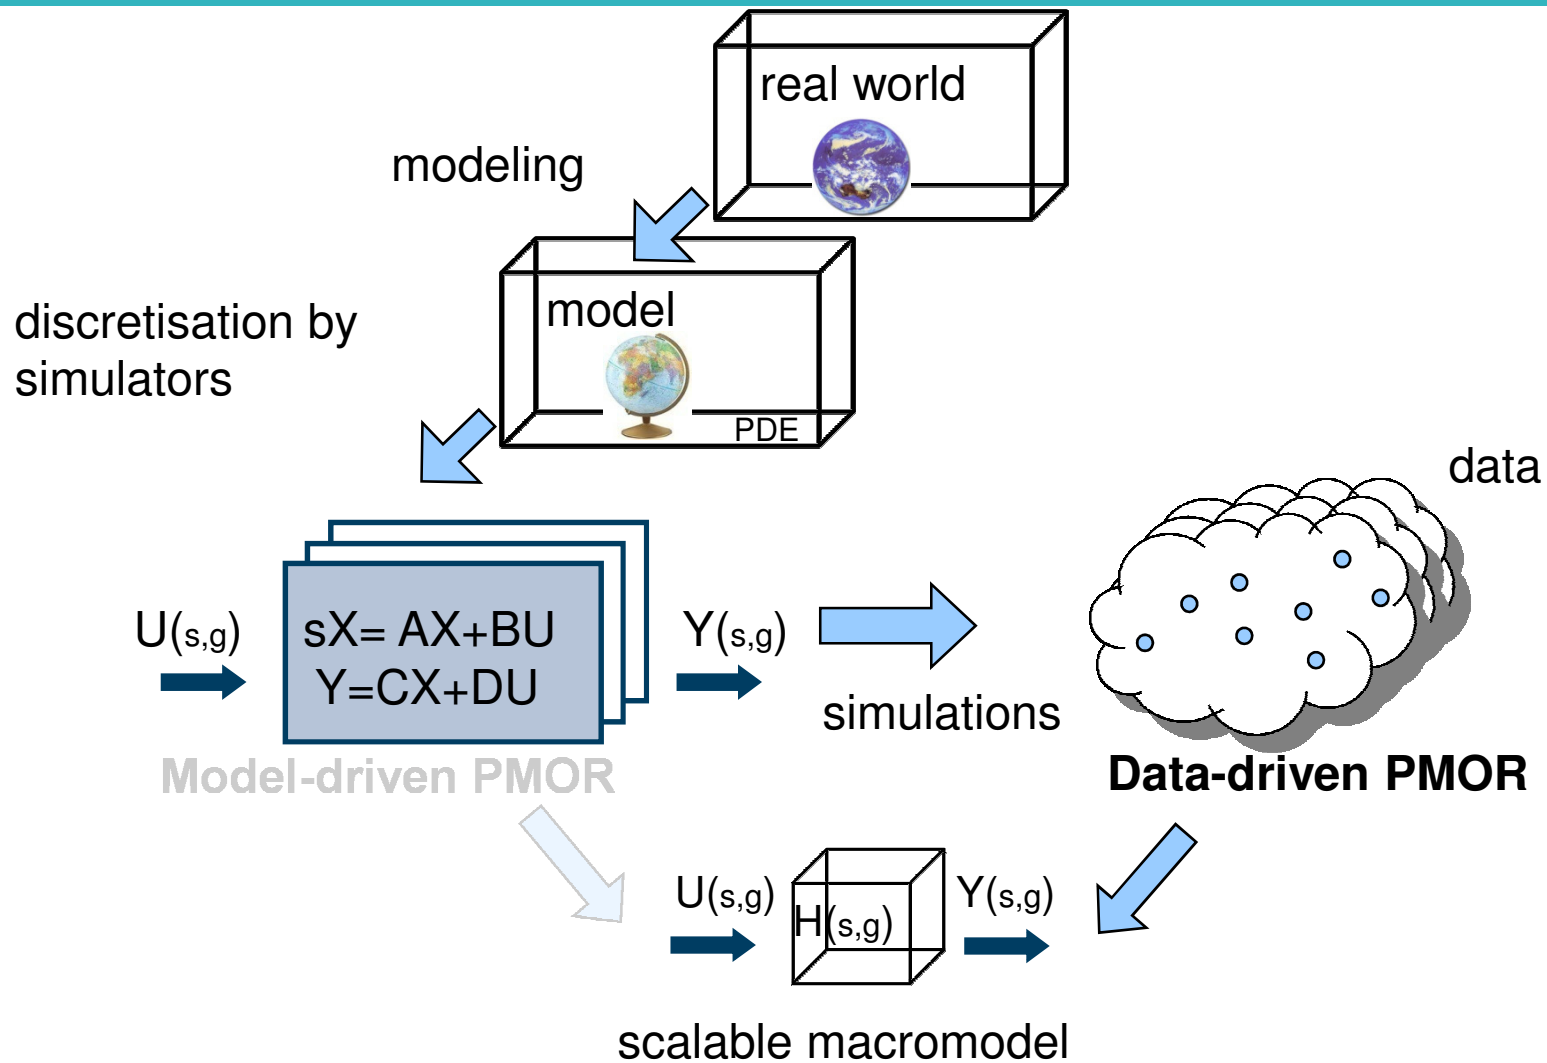 real world
modeling
model
PDE
discretisation by
simulators
data
U(s,g)
sX= AX+BU
Y=CX+DU
Y(s,g)
simulations
Model-driven PMOR
Data-driven PMOR
U(s,g)
H(s,g)
Y(s,g)
scalable macromodel